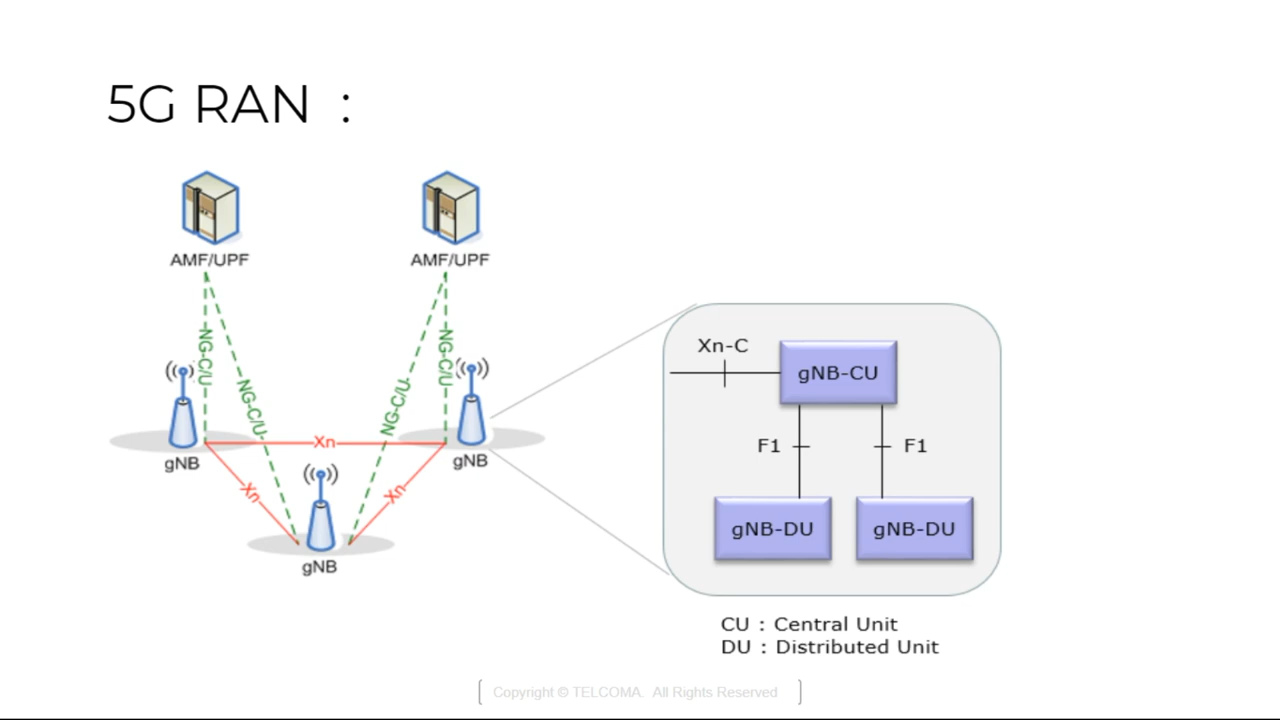 5G RAN :
AMF/UPF
AMF/UPF
NG-C/U
NG-C/U
NG-C/U
NG-C/U
Xn
Xn
Xn
gNB
gNB
gNB
Xn-C
gNB-CU
F1
F1
gNB-DU
gNB-DU
CU : Central Unit
DU : Distributed Unit
Copyright © TELCOMA. All Rights Reserved